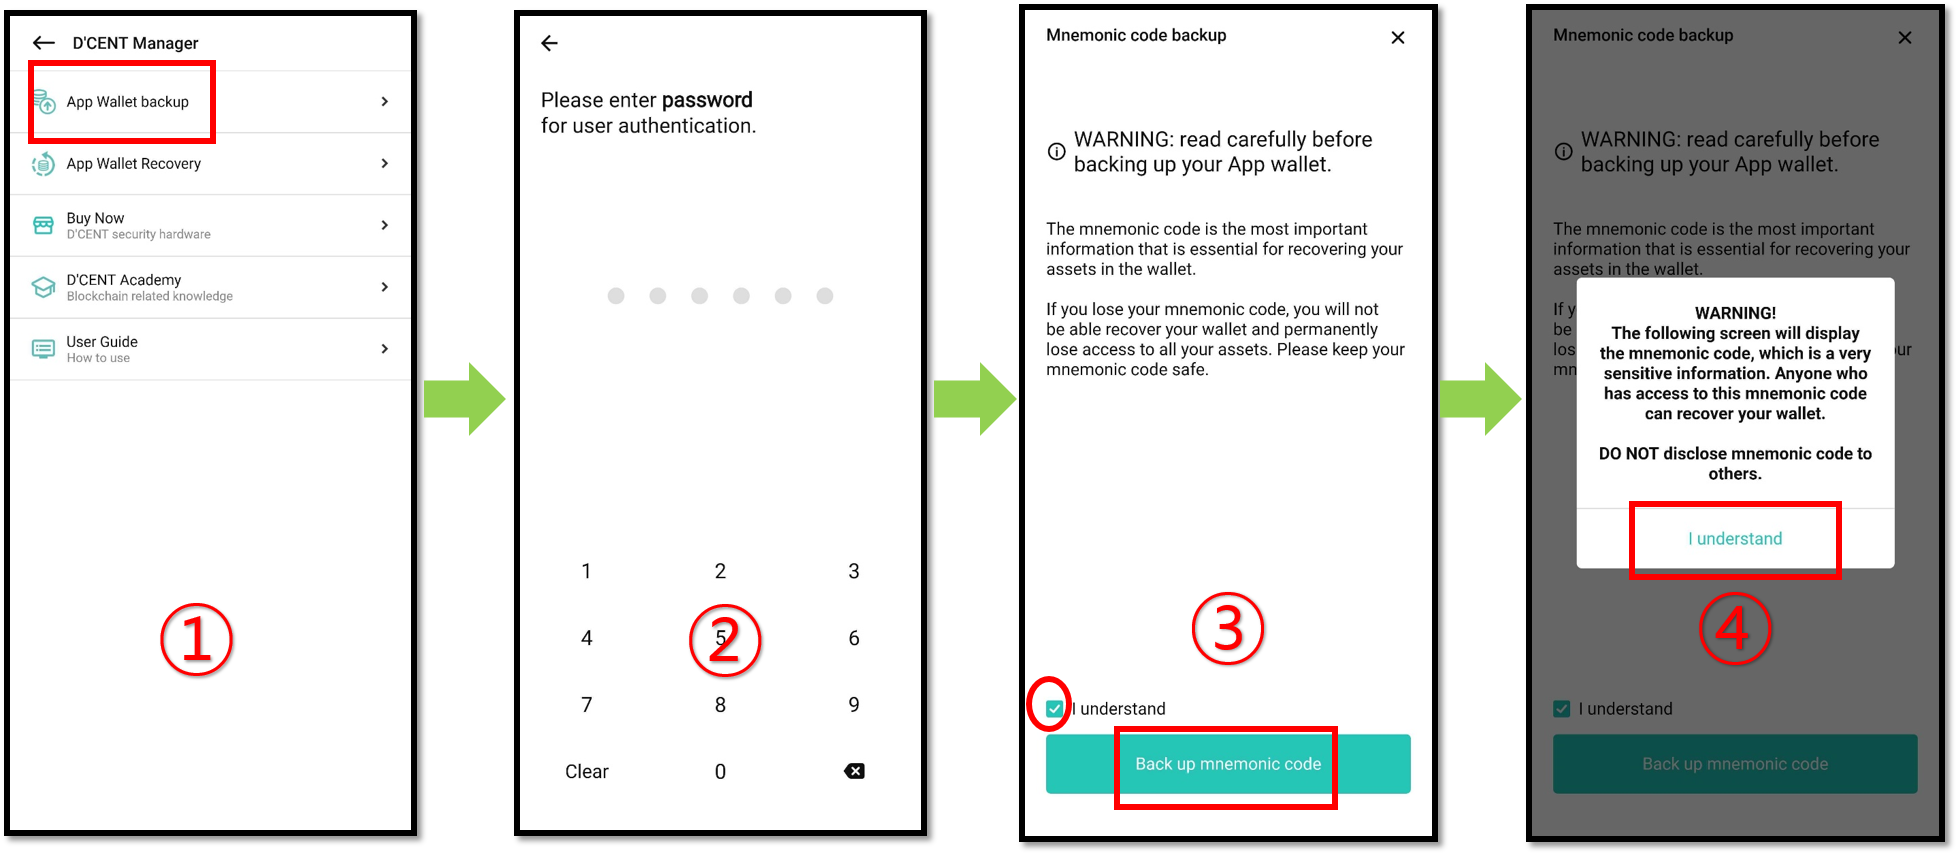 D'CENT Manager
App Wallet backup
App Wallet Recovery
Buy Now
D'CENT security hardware
D'CENT Academy
Blockchain related knowledge
User Guide
How to use
①
Please enter password
for user authentication.
1 2 3
4 5 6
7 8 9
Clear 0
②
Mnemonic code backup
WARNING: read carefully before
backing up your App wallet.
The mnemonic code is the most important
information that is essential for recovering your
assets in the wallet.
If you lose your mnemonic code, you will not
be able recover your wallet and permanently
lose access to all your assets. Please keep your
mnemonic code safe.
③
I understand
Back up mnemonic code
Mnemonic code backup
WARNING: read carefully before
backing up your App wallet.
The mnemonic code is the most important
information that is essential for recovering your
assets in the wallet.
If y
be
los ur
mn
WARNING!
The following screen will display
the mnemonic code, which is a very
sensitive information. Anyone who
has access to this mnemonic code
can recover your wallet.
DO NOT disclose mnemonic code to
others.
I understand
④
I understand
Back up mnemonic code